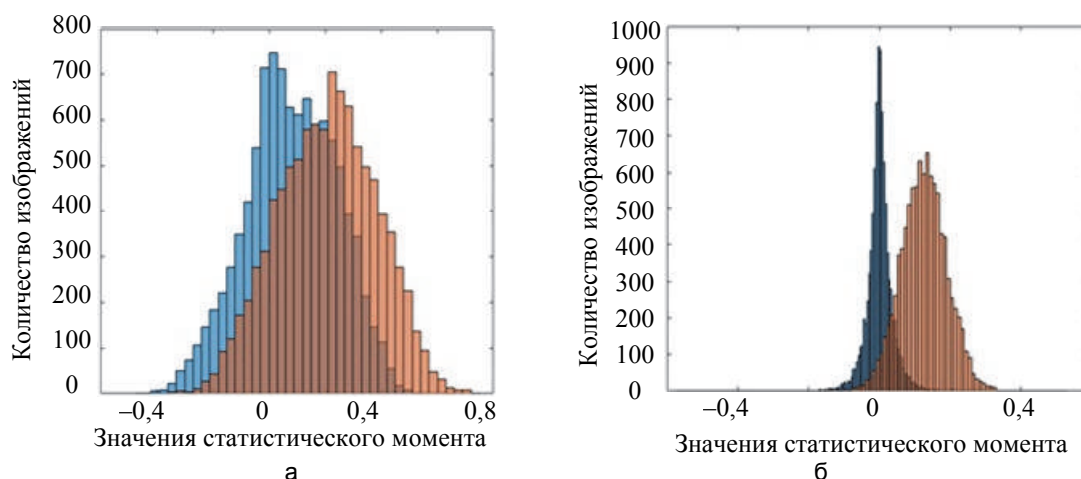 800
700
600
500
400
300
200
100
0
Количество изображений
–0,4 0 0,4 0,8
Значения статистического момента
а
1000
900
800
700
600
500
400
300
200
100
0
Количество изображений
–0,4 0 0,4
Значения статистического момента
б